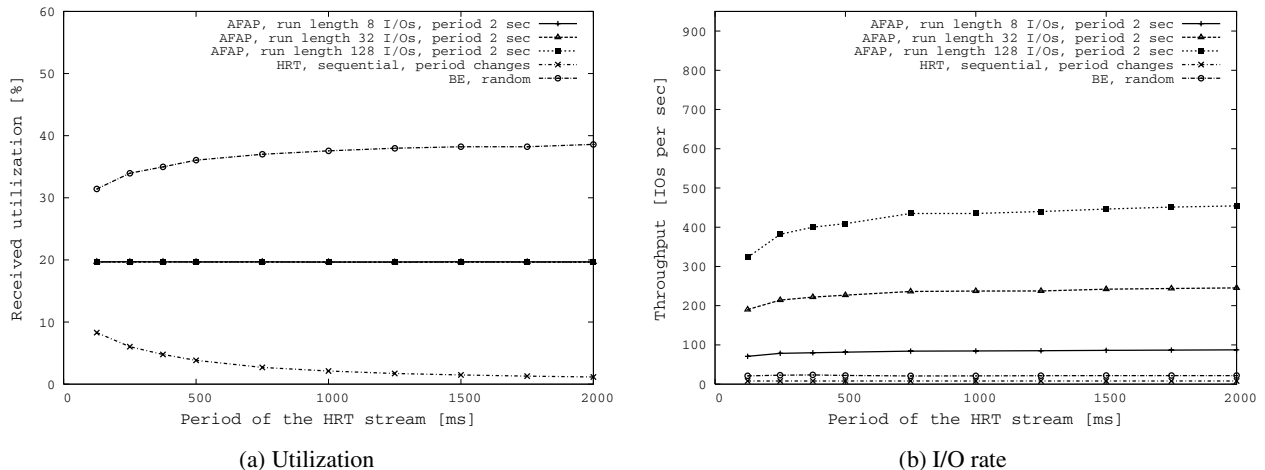 AFAP, run length 8 I/Os, period 2 sec
AFAP, run length 32 I/Os, period 2 sec
AFAP, run length 128 I/Os, period 2 sec
HRT, sequential, period changes
BE, random
Received utilization [%]
60
50
40
30
20
10
0
0 500 1000 1500 2000
Period of the HRT stream [ms]
(a) Utilization
AFAP, run length 8 I/Os, period 2 sec
AFAP, run length 32 I/Os, period 2 sec
AFAP, run length 128 I/Os, period 2 sec
HRT, sequential, period changes
BE, random
Throughput [IOs per sec]
900
800
700
600
500
400
300
200
100
0
0 500 1000 1500 2000
Period of the HRT stream [ms]
(b) I/O rate